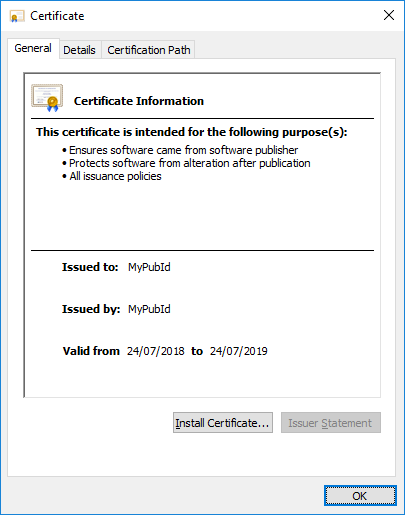 Certificate
General Details Certification Path
Certificate Information
This certificate is intended for the following purpose(s):
• Ensures software came from software publisher
• Protects software from alteration after publication
• All issuance policies
Issued to: MyPubId
Issued by: MyPubId
Valid from 24/07/2018 to 24/07/2019
Install Certificate... Issuer Statement
OK